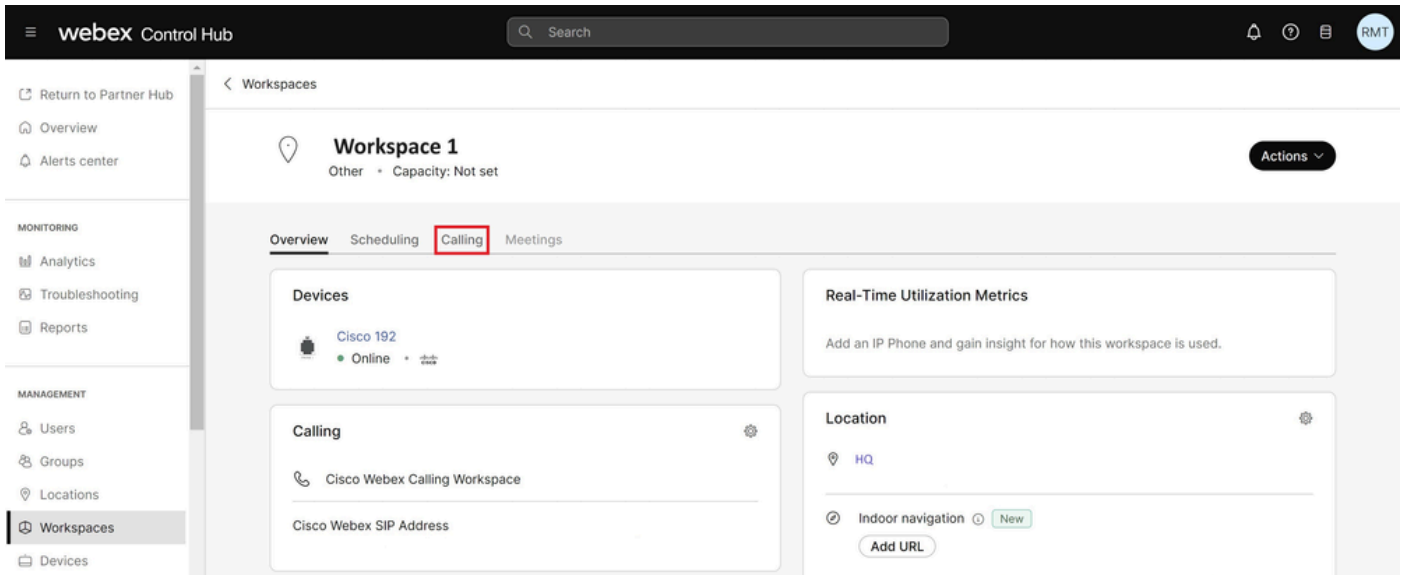 webex Control Hub
Search
RMT
Return to Partner Hub
Overview
Alerts center
MONITORING
Analytics
Troubleshooting
Reports
MANAGEMENT
Users
Groups
Locations
Workspaces
Devices
Workspaces
Workspace 1
Other • Capacity: Not set
Actions
Overview Scheduling Calling Meetings
Devices
Cisco 192
Online • cisco
Calling
Cisco Webex Calling Workspace
Cisco Webex SIP Address
Real-Time Utilization Metrics
Add an IP Phone and gain insight for how this workspace is used.
Location
HQ
Indoor navigation New
Add URL